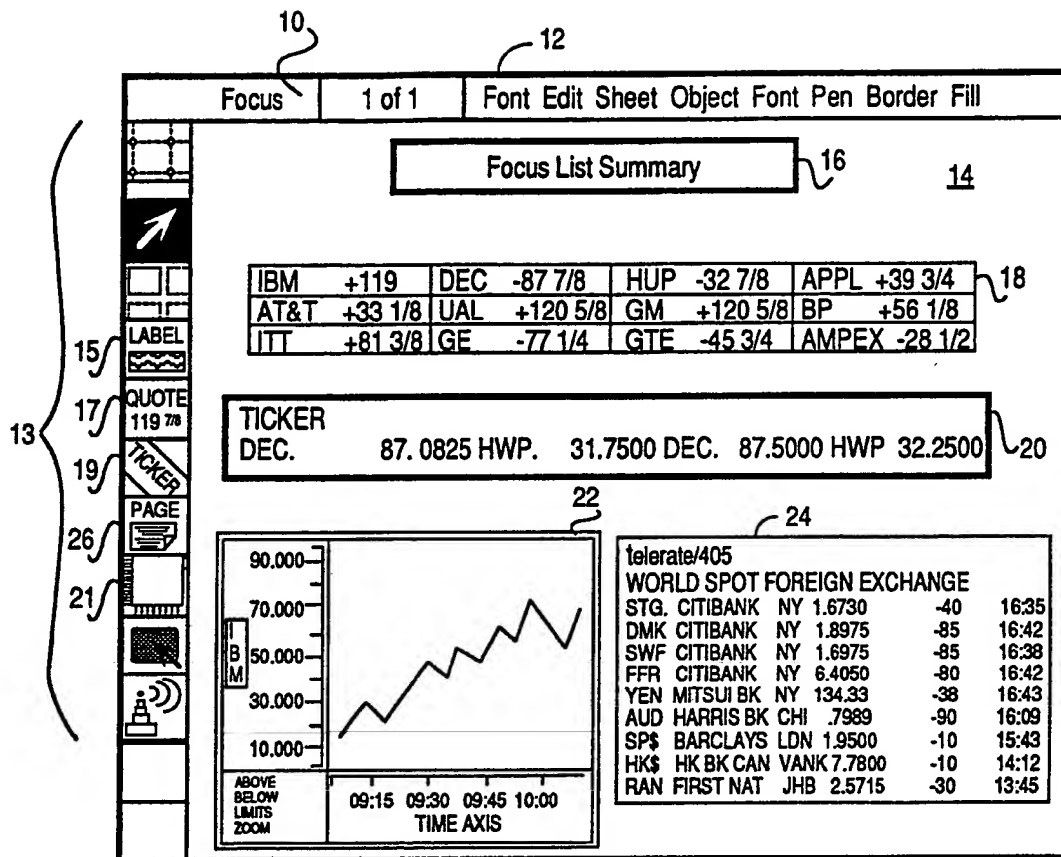 10
12
Focus 1 of 1 Font Edit Sheet Object Font Pen Border Fill
Focus List Summary
16
14
IBM +119 DEC -87 7/8 HUP -32 7/8 APPL +39 3/4
18
AT&T +33 1/8 UAL +120 5/8 GM +120 5/8 BP +56 1/8
ITT +81 3/8 GE -77 1/4 GTE -45 3/4 AMPEX -28 1/2
13
15
LABEL
17
QUOTE
119 7/8
19
TICKER
26
PAGE
21
TICKER
DEC. 87. 0825 HWP. 31.7500 DEC. 87.5000 HWP 32.2500
20
22
90.000
70.000
50.000
30.000
10.000
IBM
ABOVE
BELOW
LIMITS
ZOOM
09:15 09:30 09:45 10:00
TIME AXIS
24
telerate/405
WORLD SPOT FOREIGN EXCHANGE
STG. CITIBANK NY 1.6730 -40 16:35
DMK CITIBANK NY 1.8975 -85 16:42
SWF CITIBANK NY 1.6975 -85 16:38
FFR CITIBANK NY 6.4050 -80 16:42
YEN MITSUI BK NY 134.33 -38 16:43
AUD HARRIS BK CHI .7989 -90 16:09
SP$ BARCLAYS LDN 1.9500 -10 15:43
HK$ HK BK CAN VANK 7.7800 -10 14:12
RAN FIRST NAT JHB 2.5715 -30 13:45